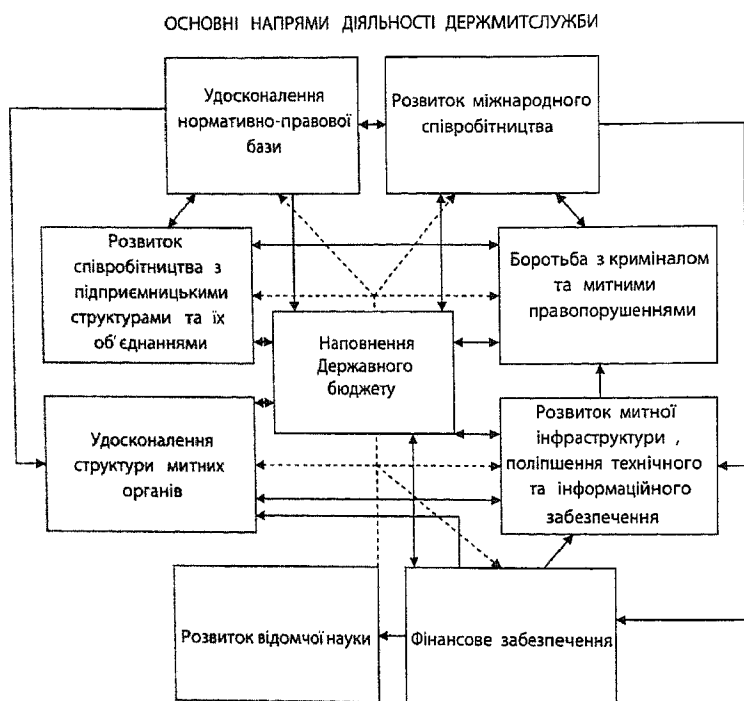 ОСНОВНІ НАПРЯМИ ДІЯЛЬНОСТІ ДЕРЖМИТСЛУЖБИ
Удосконалення
нормативно-правової
бази
Розвиток міжнародного
співробітництва
Розвиток
співробітництва з
підприємницькими
структурами та їх
об'єднаннями
Боротьба з криміналом
та митними
правопорушеннями
Наповнення
Державного
бюджету
Удосконалення
структури митних
органів
Розвиток митної
інфраструктури ,
поліпшення технічного
та інформаційного
забезпечення
Розвиток відомчої науки
Фінансове забезпечення